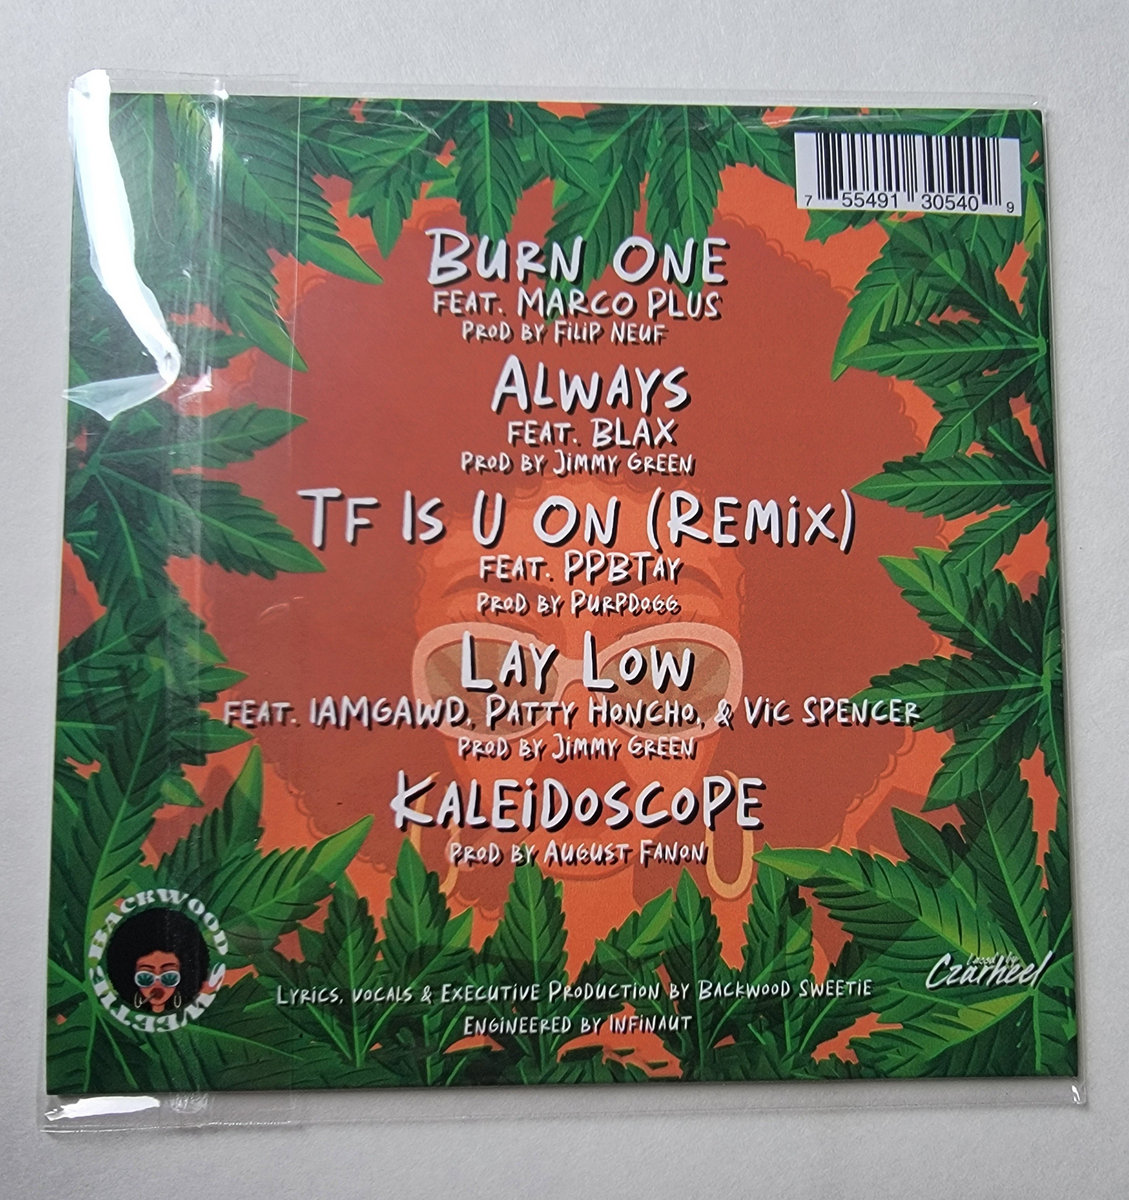 7 55491 30540 9
Burn One
feat. Marco Plus
Prod by Filip Neuf
Always
feat. BLAX
Prod by Jimmy Green
TF Is U On (Remix)
feat. PPBTay
Prod by Purpdogg
Lay Low
feat. IAMGAWD, Patty Honcho, & Vic Spencer
Prod by Jimmy Green
Kaleidoscope
Prod by August Fanon
BACKWOOD SWEETIE
Czarheel
Lyrics, vocals & Executive Production by Backwood Sweetie
Engineered by Infinaut